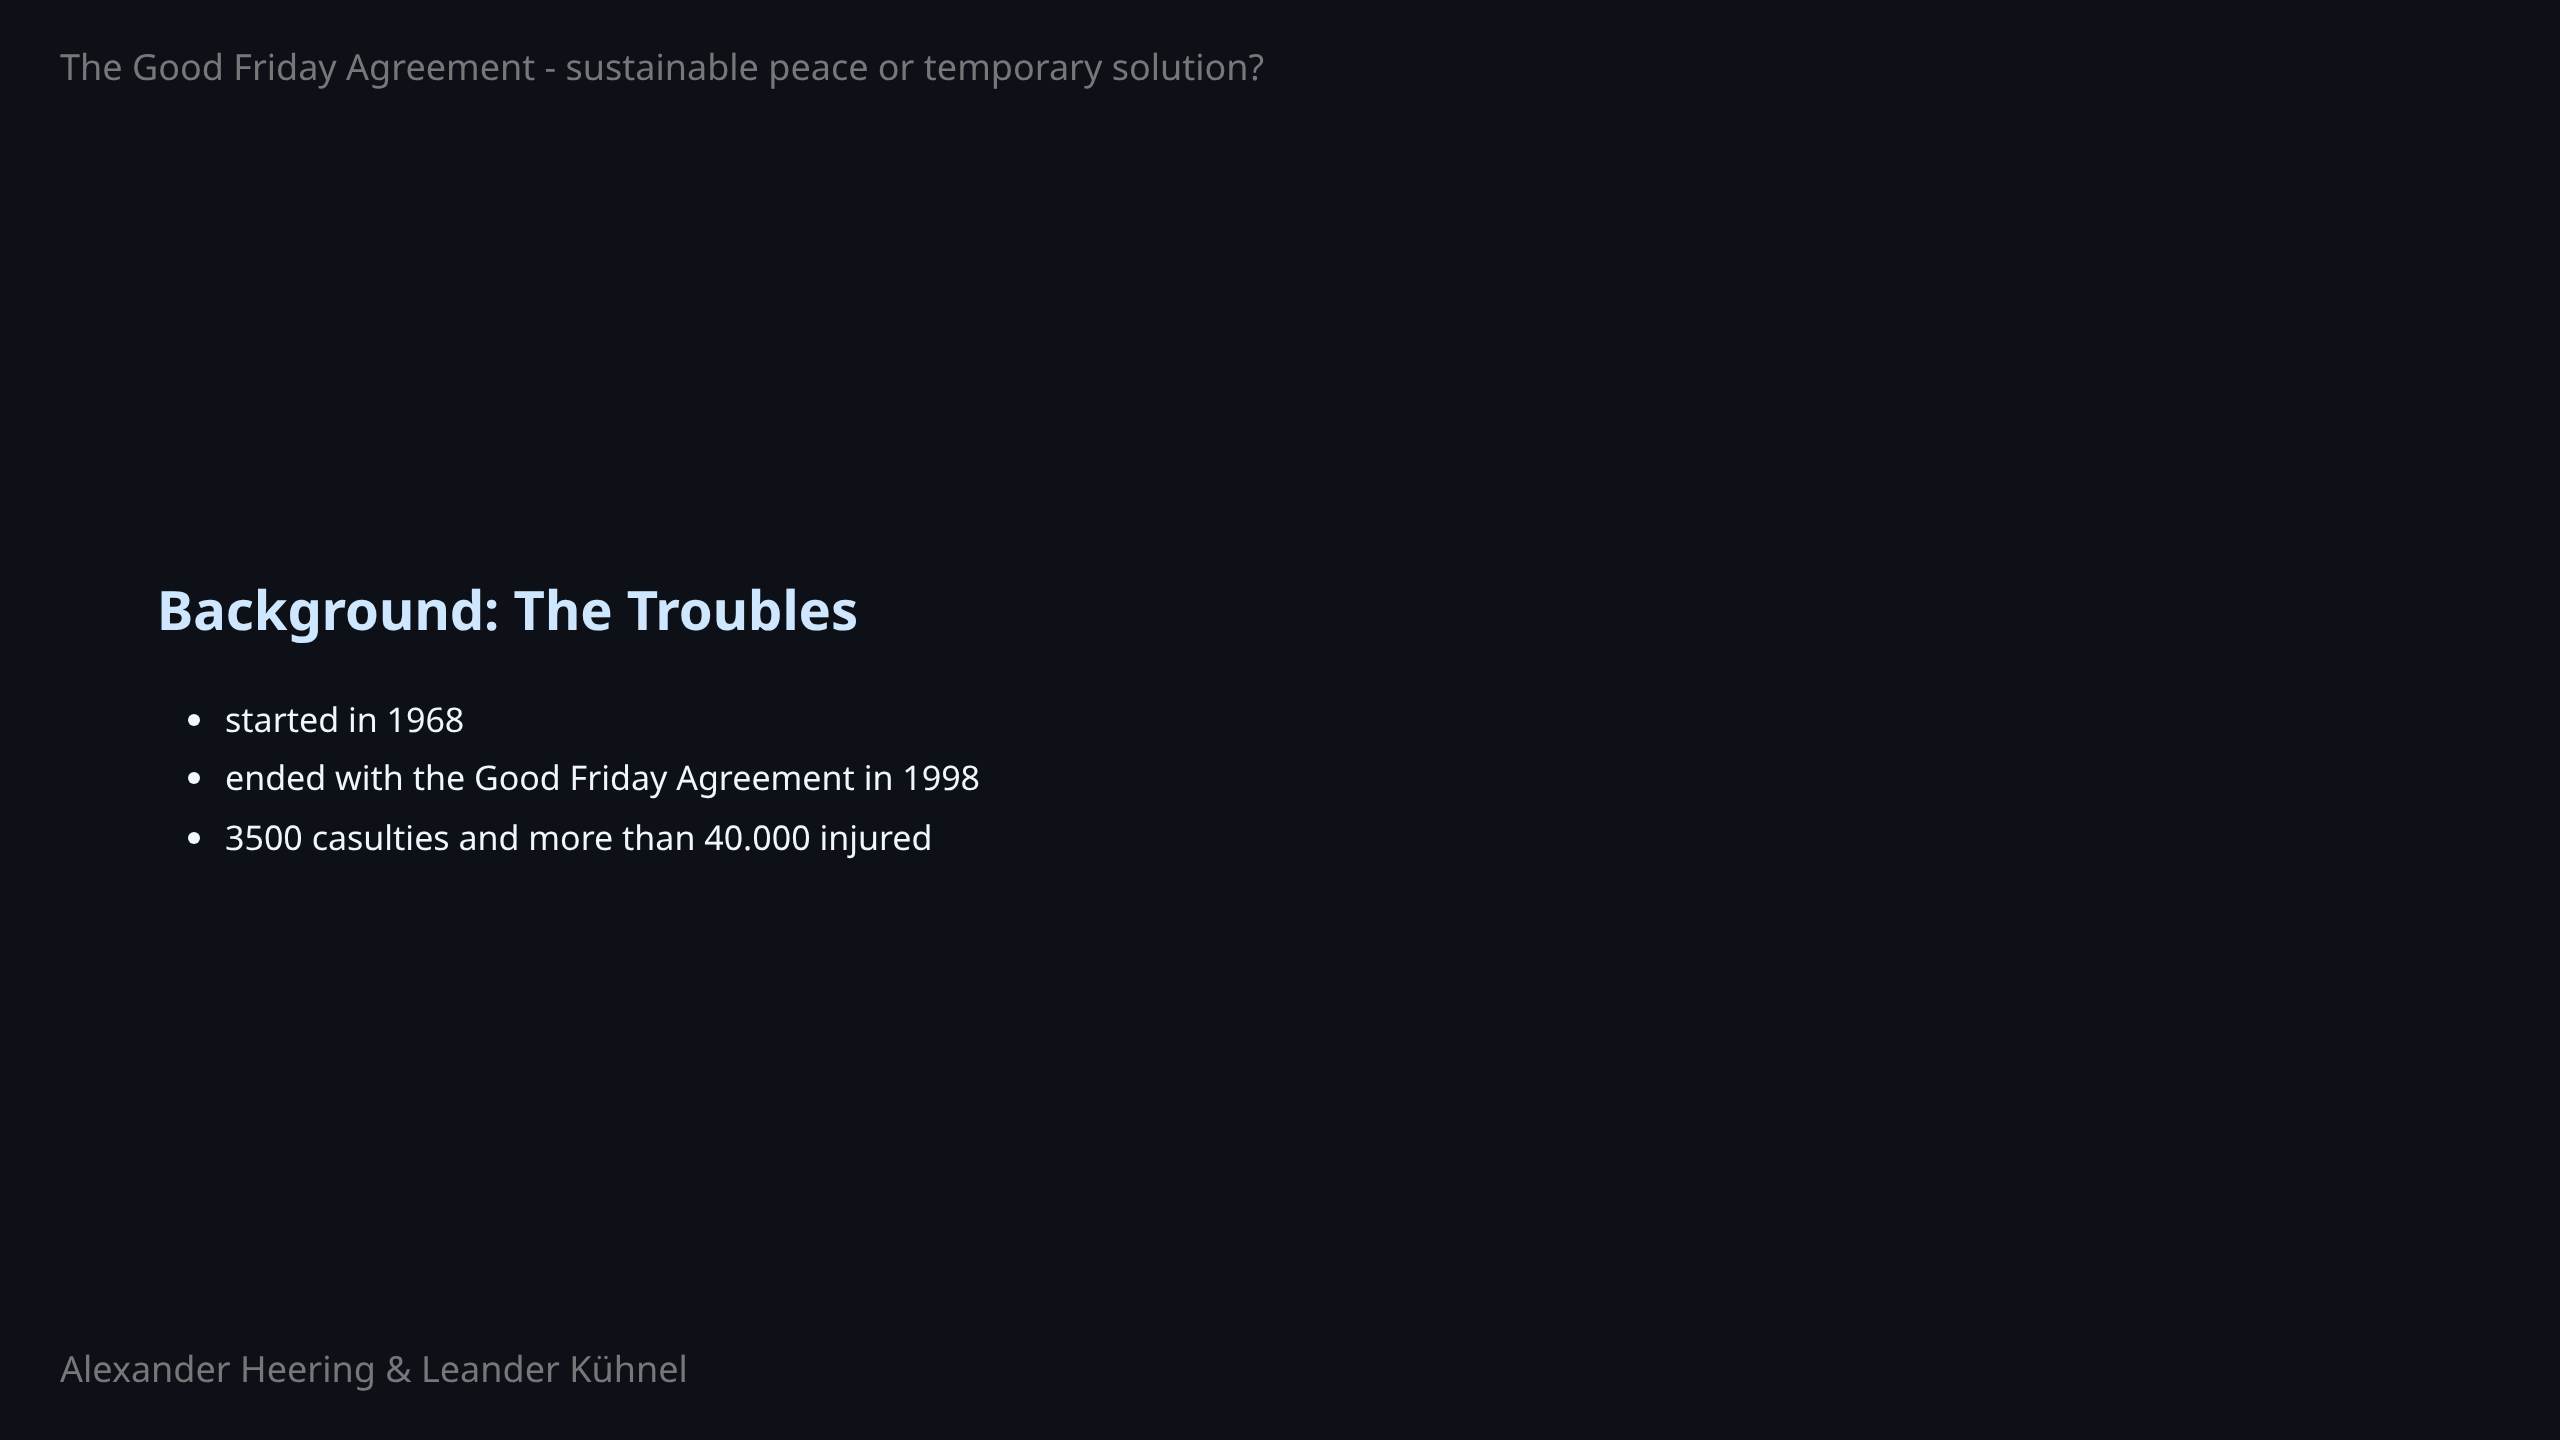 The Good Friday Agreement - sustainable peace or temporary solution?
Background: The Troubles
• started in 1968
• ended with the Good Friday Agreement in 1998
• 3500 casulties and more than 40.000 injured
Alexander Heering & Leander Kühnel